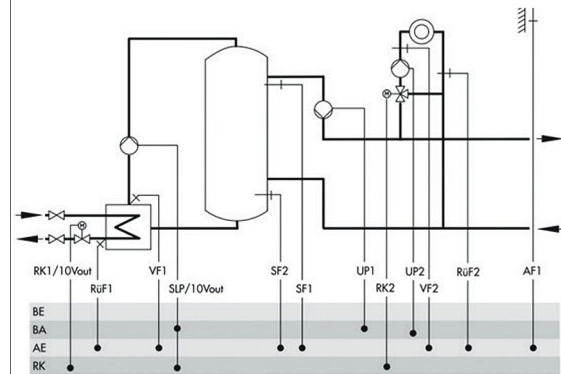 M
M
RK1/10Vout
VF1
SF2
UP1
UP2
RüF2
AF1
RüF1
SLP/10Vout
SF1
RK2
VF2
BE
BA
AE
RK